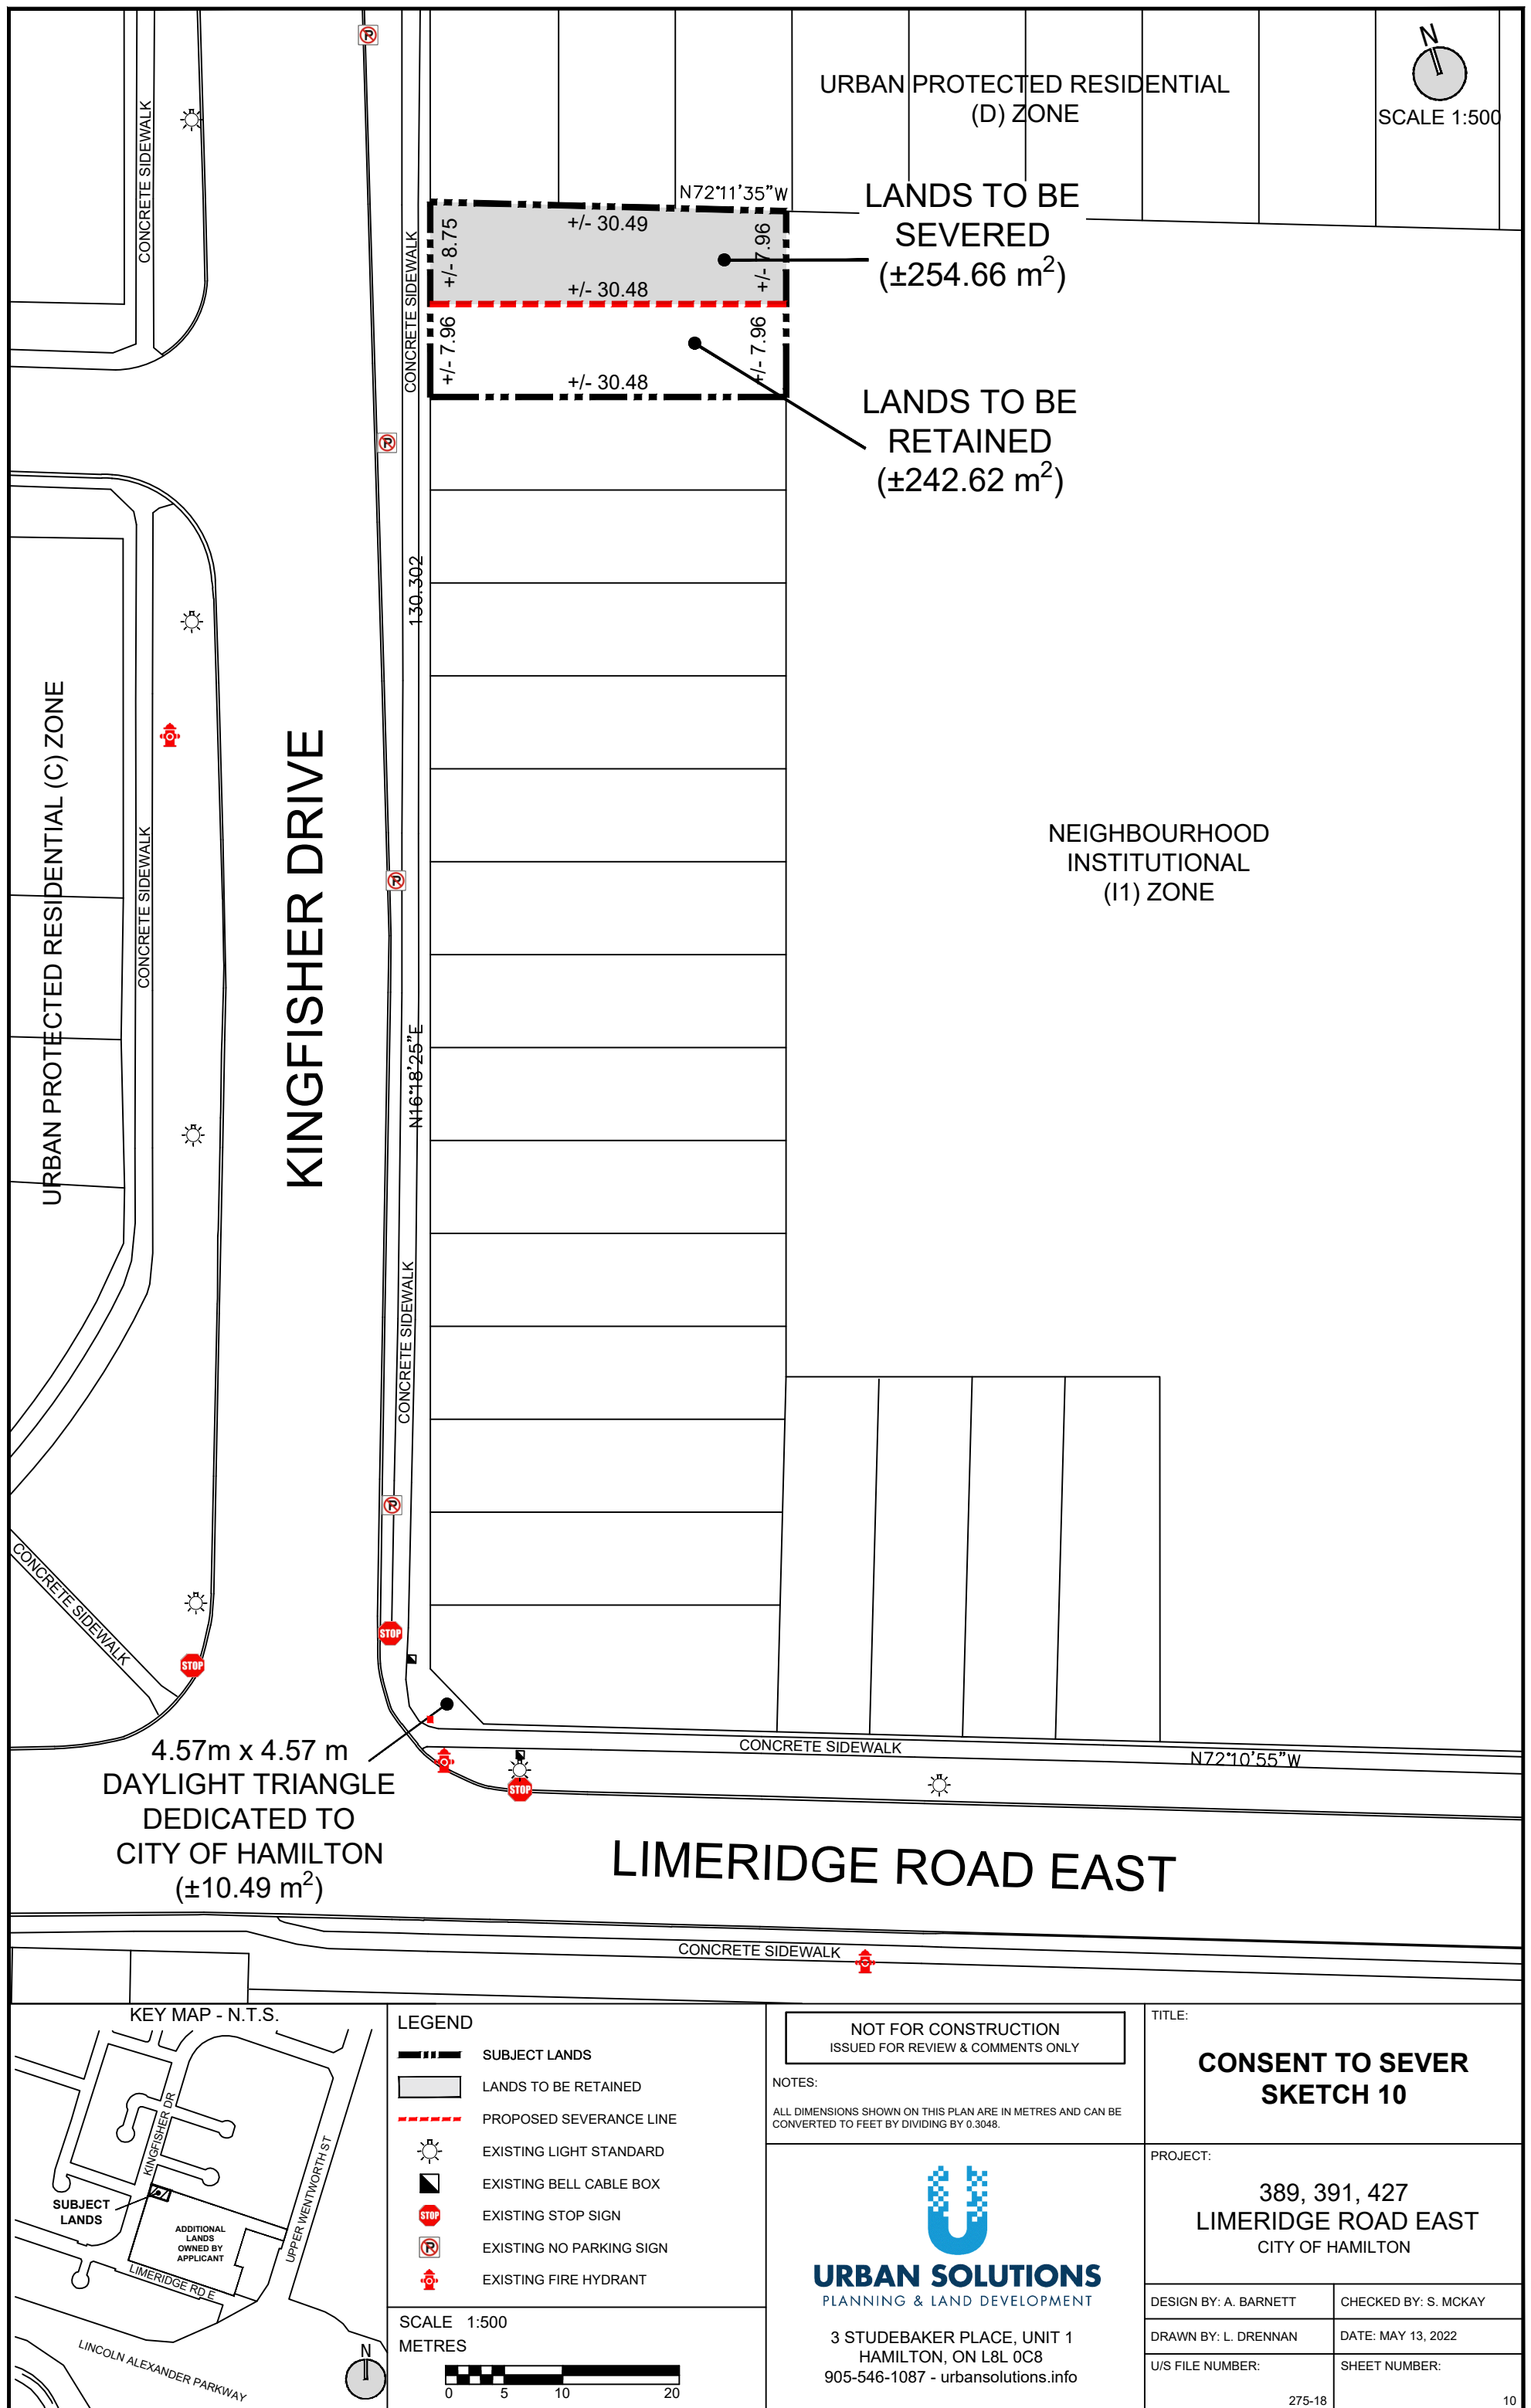 N
SCALE 1:500
URBAN PROTECTED RESIDENTIAL
(D) ZONE
CONCRETE SIDEWALK
N72°11'35"W
LANDS TO BE
SEVERED
(±254.66 m²)
+/- 30.49
+/- 8.75
+/- 7.96
+/- 30.48
CONCRETE SIDEWALK
+/- 7.96
+/- 7.96
+/- 30.48
LANDS TO BE
RETAINED
(±242.62 m²)
130.302
URBAN PROTECTED RESIDENTIAL (C) ZONE
CONCRETE SIDEWALK
KINGFISHER DRIVE
NEIGHBOURHOOD
INSTITUTIONAL
(I1) ZONE
N16°18'25"E
CONCRETE SIDEWALK
CONCRETE SIDEWALK
STOP
STOP
STOP
4.57m x 4.57 m
DAYLIGHT TRIANGLE
DEDICATED TO
CITY OF HAMILTON
(±10.49 m²)
CONCRETE SIDEWALK
N72°10'55"W
LIMERIDGE ROAD EAST
CONCRETE SIDEWALK
KEY MAP - N.T.S.
KINGFISHER DR
UPPER WENTWORTH ST
SUBJECT
LANDS
ADDITIONAL
LANDS
OWNED BY
APPLICANT
LIMERIDGE RD E
LINCOLN ALEXANDER PARKWAY
N
LEGEND
SUBJECT LANDS
LANDS TO BE RETAINED
PROPOSED SEVERANCE LINE
EXISTING LIGHT STANDARD
EXISTING BELL CABLE BOX
STOP EXISTING STOP SIGN
P EXISTING NO PARKING SIGN
EXISTING FIRE HYDRANT
SCALE 1:500
METRES
0 5 10 20
NOT FOR CONSTRUCTION
ISSUED FOR REVIEW & COMMENTS ONLY
NOTES:
ALL DIMENSIONS SHOWN ON THIS PLAN ARE IN METRES AND CAN BE
CONVERTED TO FEET BY DIVIDING BY 0.3048.
URBAN SOLUTIONS
PLANNING & LAND DEVELOPMENT
3 STUDEBAKER PLACE, UNIT 1
HAMILTON, ON L8L 0C8
905-546-1087 - urbansolutions.info
TITLE:
CONSENT TO SEVER
SKETCH 10
PROJECT:
389, 391, 427
LIMERIDGE ROAD EAST
CITY OF HAMILTON
DESIGN BY: A. BARNETT
CHECKED BY: S. MCKAY
DRAWN BY: L. DRENNAN
DATE: MAY 13, 2022
U/S FILE NUMBER:
275-18
SHEET NUMBER:
10